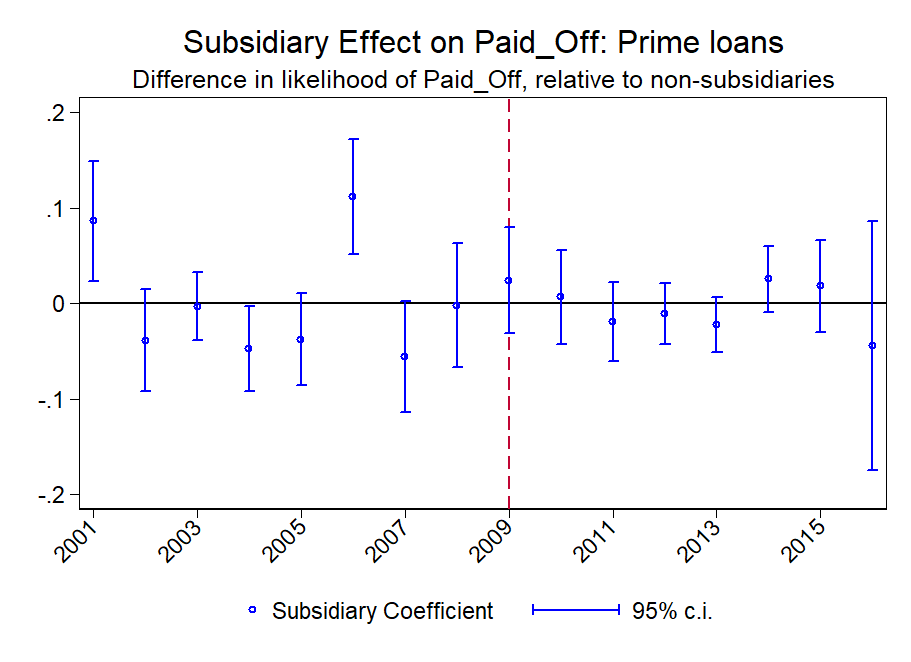 Subsidiary Effect on Paid_Off: Prime loans
Difference in likelihood of Paid_Off, relative to non-subsidiaries
.2
.1
0
-.1
-.2
2001 2003 2005 2007 2009 2011 2013 2015
Subsidiary Coefficient 95% c.i.